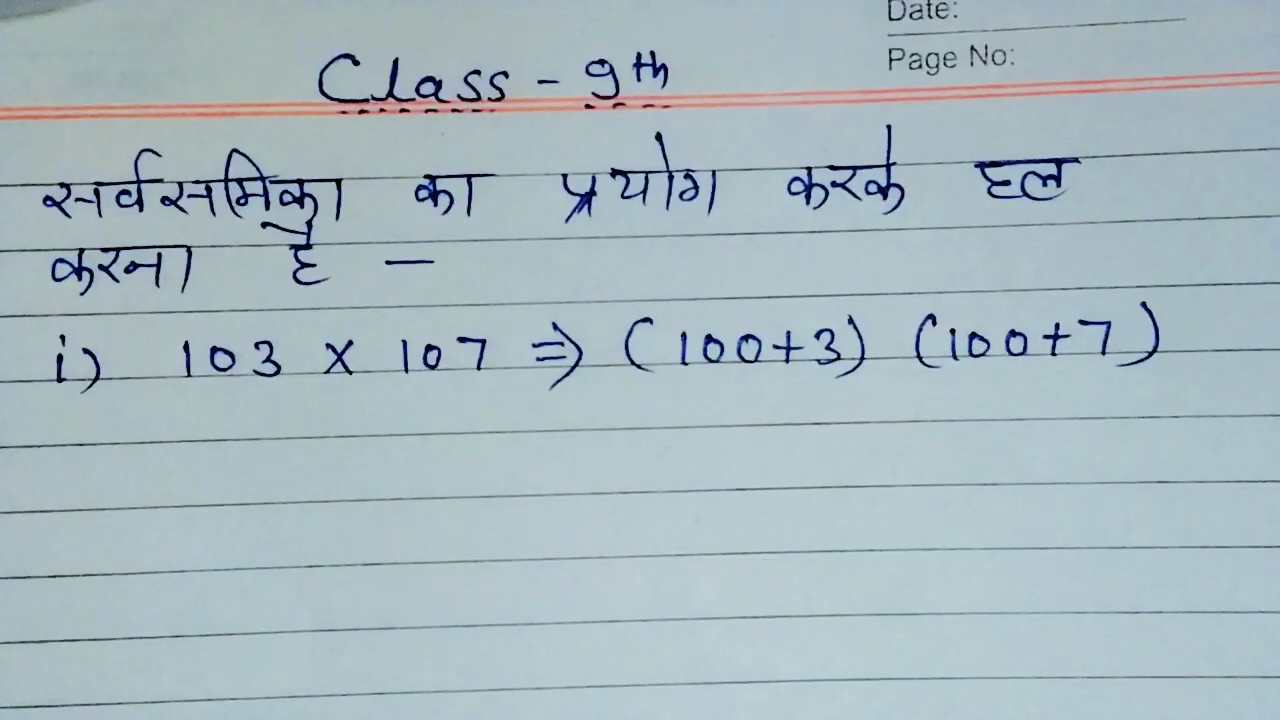 Date:
Page No:
Class - 9th
सर्वसमिका का प्रयोग करके हल
करना है -
i) 103 x 107 => (100+3) (100+7)